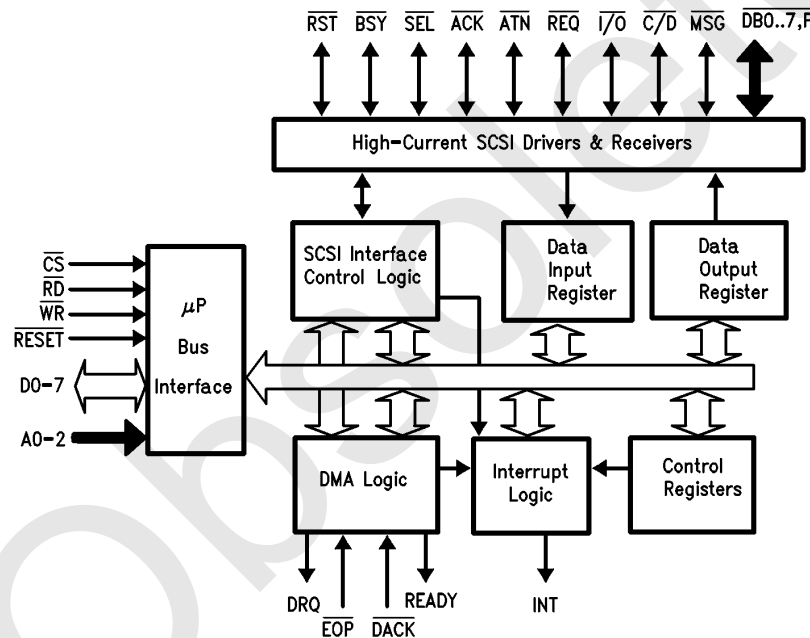 RST BSY SEL ACK ATN REQ I/O C/D MSG DB0..7,P
High-Current SCSI Drivers & Receivers
SCSI Interface
Control Logic
Data
Input
Register
Data
Output
Register
CS
RD
WR
RESET
D0-7
A0-2
μP
Bus
Interface
DMA Logic
Interrupt
Logic
Control
Registers
DRQ
EOP
DACK
READY
INT
Obsolete